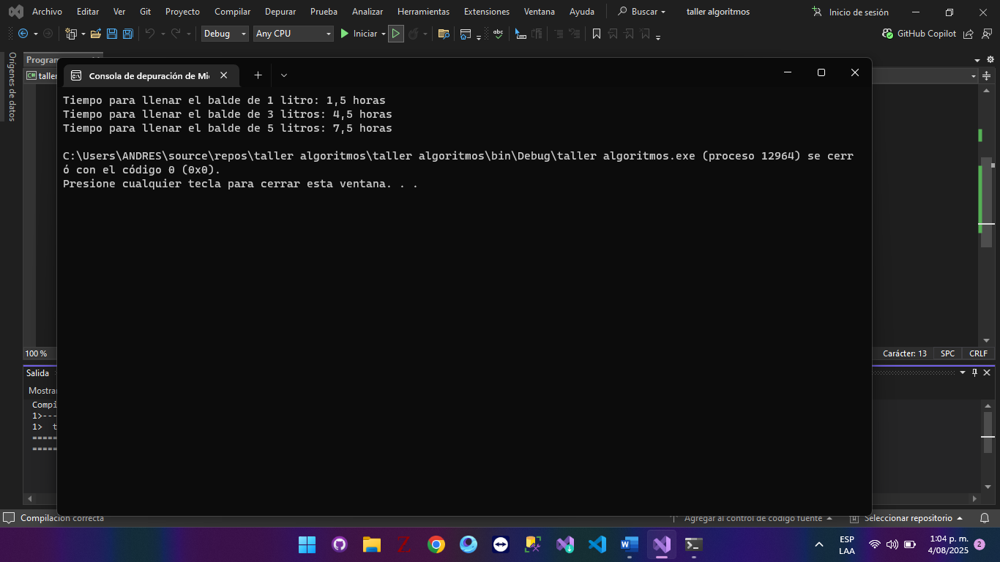 Archivo Editar Ver Git Proyecto Compilar Depurar Prueba Analizar Herramientas Extensiones Ventana Ayuda Buscar taller algoritmos Inicio de sesión
Debug Any CPU Iniciar abc GitHub Copilot
Orígenes de datos
Consola de depuración de
C# taller
Tiempo para llenar el balde de 1 litro: 1,5 horas
Tiempo para llenar el balde de 3 litros: 4,5 horas
Tiempo para llenar el balde de 5 litros: 7,5 horas
C:\Users\ANDRES\source\repos\taller algoritmos\taller algoritmos\bin\Debug\taller algoritmos.exe (proceso 12964) se cerr
ó con el código 0 (0x0).
Presione cualquier tecla para cerrar esta ventana. . .
100 % Carácter: 13 SPC CRLF
Salida
1>---
1> t
=====
=====
Compilación correcta Agregar al control de código fuente Seleccionar repositorio
ESP 1:04 p. m.
LAA 4/08/2025 2